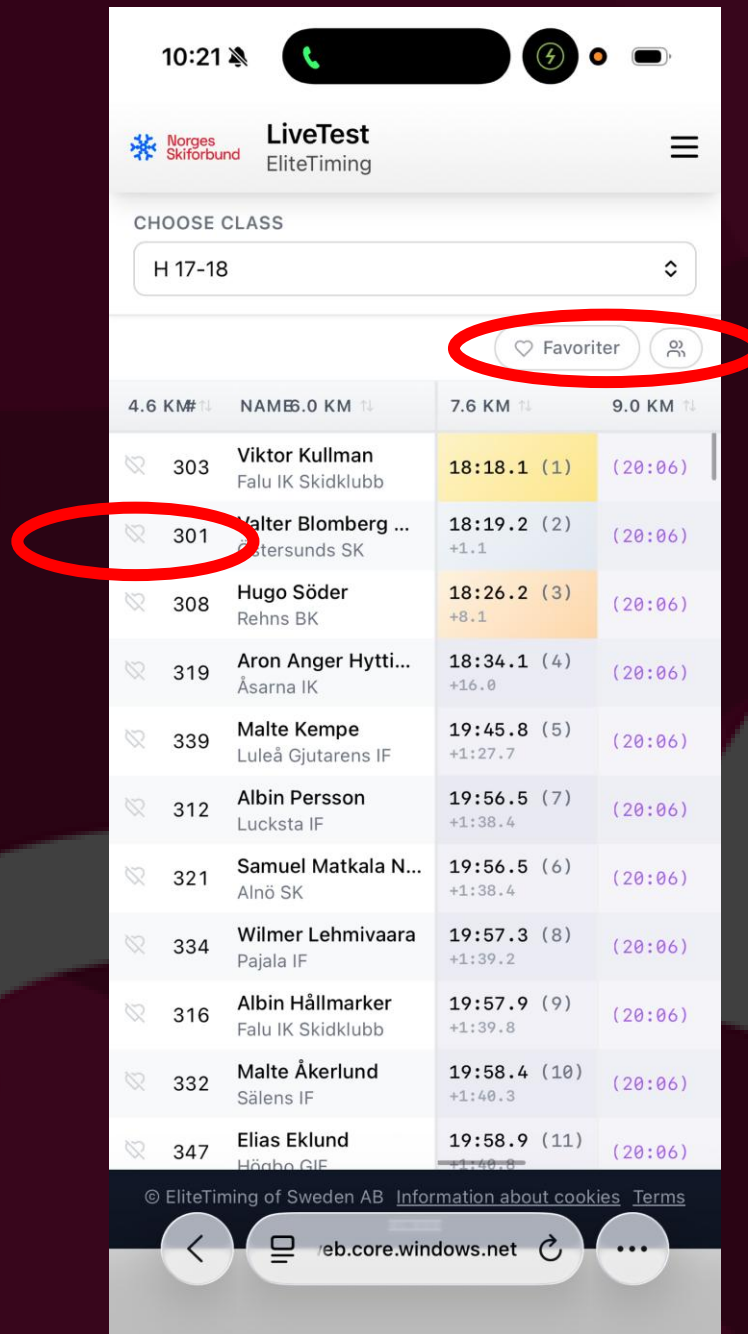 10:21
Norges
Skiforbund
LiveTest
EliteTiming
CHOOSE CLASS
H 17-18
Favoriter
4.6 KM # NAME 6.0 KM 7.6 KM 9.0 KM
303 Viktor Kullman 18:18.1 (1) (20:06)
Falu IK Skidklubb
301 Valter Blomberg ... 18:19.2 (2) (20:06)
Östersunds SK +1.1
308 Hugo Söder 18:26.2 (3) (20:06)
Rehns BK +8.1
319 Aron Anger Hytti... 18:34.1 (4) (20:06)
Åsarna IK +16.0
339 Malte Kempe 19:45.8 (5) (20:06)
Luleå Gjutarens IF +1:27.7
312 Albin Persson 19:56.5 (7) (20:06)
Lucksta IF +1:38.4
321 Samuel Matkala N... 19:56.5 (6) (20:06)
Alnö SK +1:38.4
334 Wilmer Lehmivaara 19:57.3 (8) (20:06)
Pajala IF +1:39.2
316 Albin Hållmarker 19:57.9 (9) (20:06)
Falu IK Skidklubb +1:39.8
332 Malte Åkerlund 19:58.4 (10) (20:06)
Sälens IF +1:40.3
347 Elias Eklund 19:58.9 (11) (20:06)
Högbo GIF +1:40.8
© EliteTiming of Sweden AB Information about cookies Terms
eb.core.windows.net